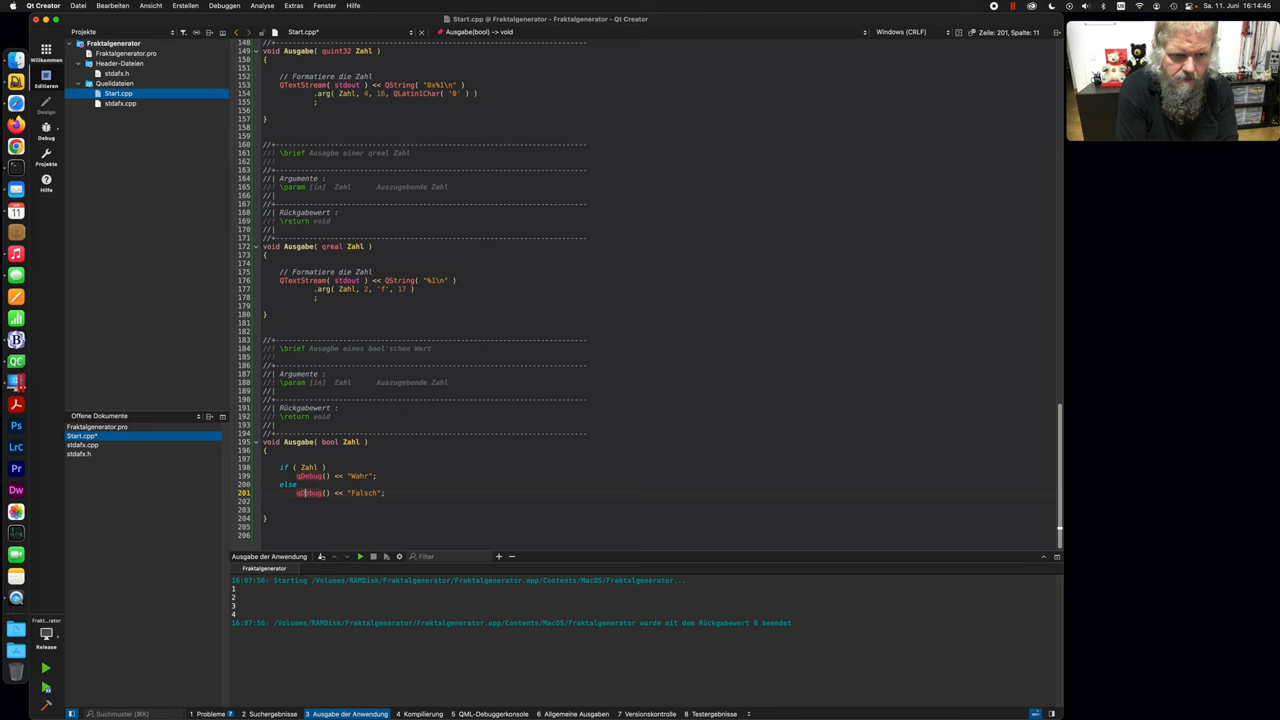 Qt Creator Datei Bearbeiten Ansicht Erstellen Debuggen Analyse Extras Fenster Hilfe Sa. 11. Juni 16:14:45
Start.cpp @ Fraktalgenerator - Fraktalgenerator - Qt Creator
Projekte Start.cpp* Ausgabe(bool) -> void Windows (CRLF) Zeile: 201, Spalte: 11
Fraktalgenerator
Fraktalgenerator.pro
Header-Dateien
stdafx.h
Quelldateien
Start.cpp
stdafx.cpp
Willkommen
Editieren
Design
Debug
Projekte
Hilfe
148 //+--------------------------------------------------------------------------
149 void Ausgabe( quint32 Zahl )
150 {
151
152 // Formatiere die Zahl
153 QTextStream( stdout ) << QString( "0x%1\n" )
154 .arg( Zahl, 4, 16, QLatin1Char( '0' ) )
155 ;
156
157 }
158
159
160 //+--------------------------------------------------------------------------
161 //! \brief Ausagbe einer qreal Zahl
162 //!
163 //+--------------------------------------------------------------------------
164 //| Argumente :
165 //! \param [in] Zahl Auszugebende Zahl
166 //|
167 //+--------------------------------------------------------------------------
168 //| Rückgabewert :
169 //! \return void
170 //|
171 //+--------------------------------------------------------------------------
172 void Ausgabe( qreal Zahl )
173 {
174
175 // Formatiere die Zahl
176 QTextStream( stdout ) << QString( "%1\n" )
177 .arg( Zahl, 2, 'f', 17 )
178 ;
179
180 }
181
182
183 //+--------------------------------------------------------------------------
184 //! \brief Ausagbe eines bool'schen Wert
185 //!
186 //+--------------------------------------------------------------------------
187 //| Argumente :
188 //! \param [in] Zahl Auszugebende Zahl
189 //|
190 //+--------------------------------------------------------------------------
191 //| Rückgabewert :
192 //! \return void
193 //|
194 //+--------------------------------------------------------------------------
195 void Ausgabe( bool Zahl )
196 {
197
198 if ( Zahl )
199 qDebug() << "Wahr";
200 else
201 qDebug() << "Falsch";
202
203
204 }
205
206
Offene Dokumente
Fraktalgenerator.pro
Start.cpp*
stdafx.cpp
stdafx.h
Ausgabe der Anwendung Filter
Fraktalgenerator
16:07:56: Starting /Volumes/RAMDisk/Fraktalgenerator/Fraktalgenerator.app/Contents/MacOS/Fraktalgenerator...
1
2
3
4
16:07:56: /Volumes/RAMDisk/Fraktalgenerator/Fraktalgenerator.app/Contents/MacOS/Fraktalgenerator wurde mit dem Rückgabewert 0 beendet
Frakt...rator
Release
Suchmuster (⌘K) 1 Probleme 7 2 Suchergebnisse 3 Ausgabe der Anwendung 4 Kompilierung 5 QML-Debuggerkonsole 6 Allgemeine Ausgaben 7 Versionskontrolle 8 Testergebnisse